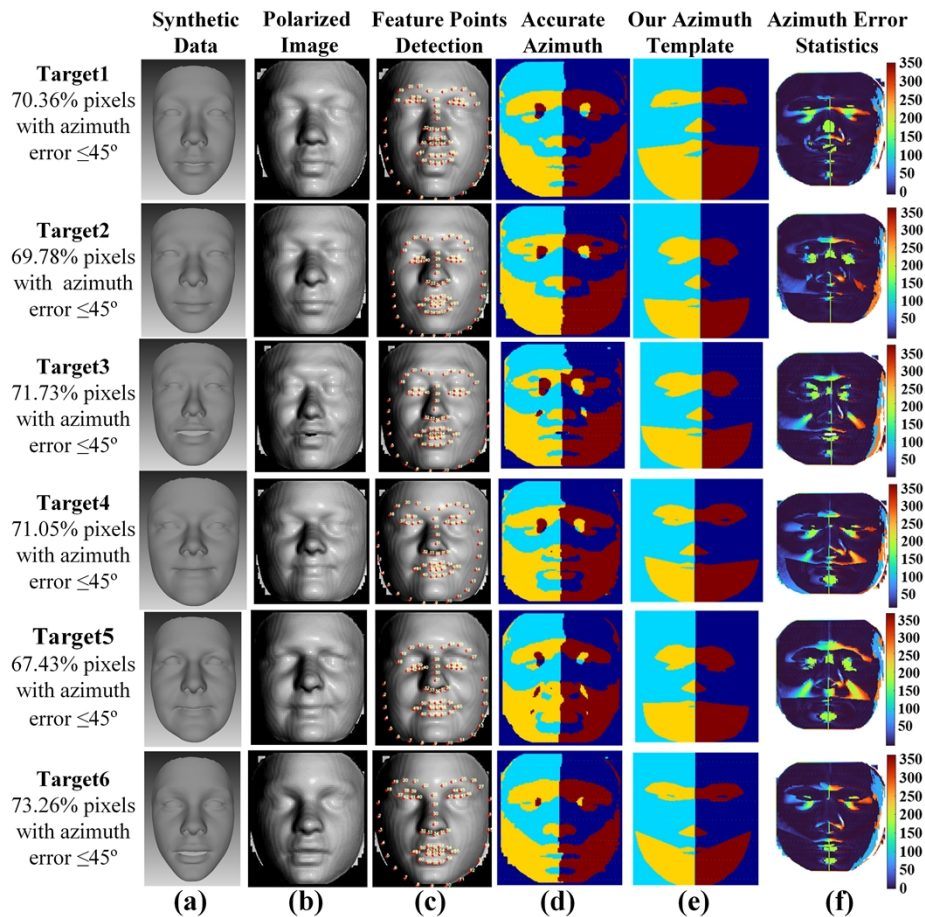 Synthetic Data
Polarized Image
Feature Points Detection
Accurate Azimuth
Our Azimuth Template
Azimuth Error Statistics
Target1
70.36% pixels
with azimuth
error ≤45º
350
300
250
200
150
100
50
0
Target2
69.78% pixels
with azimuth
error ≤45º
350
300
250
200
150
100
50
Target3
71.73% pixels
with azimuth
error ≤45º
350
300
250
200
150
100
50
Target4
71.05% pixels
with azimuth
error ≤45º
350
300
250
200
150
100
50
0
Target5
67.43% pixels
with azimuth
error ≤45º
350
300
250
200
150
100
50
Target6
73.26% pixels
with azimuth
error ≤45º
350
300
250
200
150
100
50
0
(a)
(b)
(c)
(d)
(e)
(f)